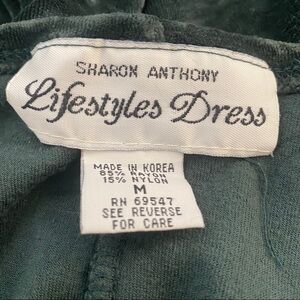 SHARON ANTHONY
Lifestyles Dress
MADE IN KOREA
85% RAYON
15% NYLON
M
RN 69547
SEE REVERSE
FOR CARE